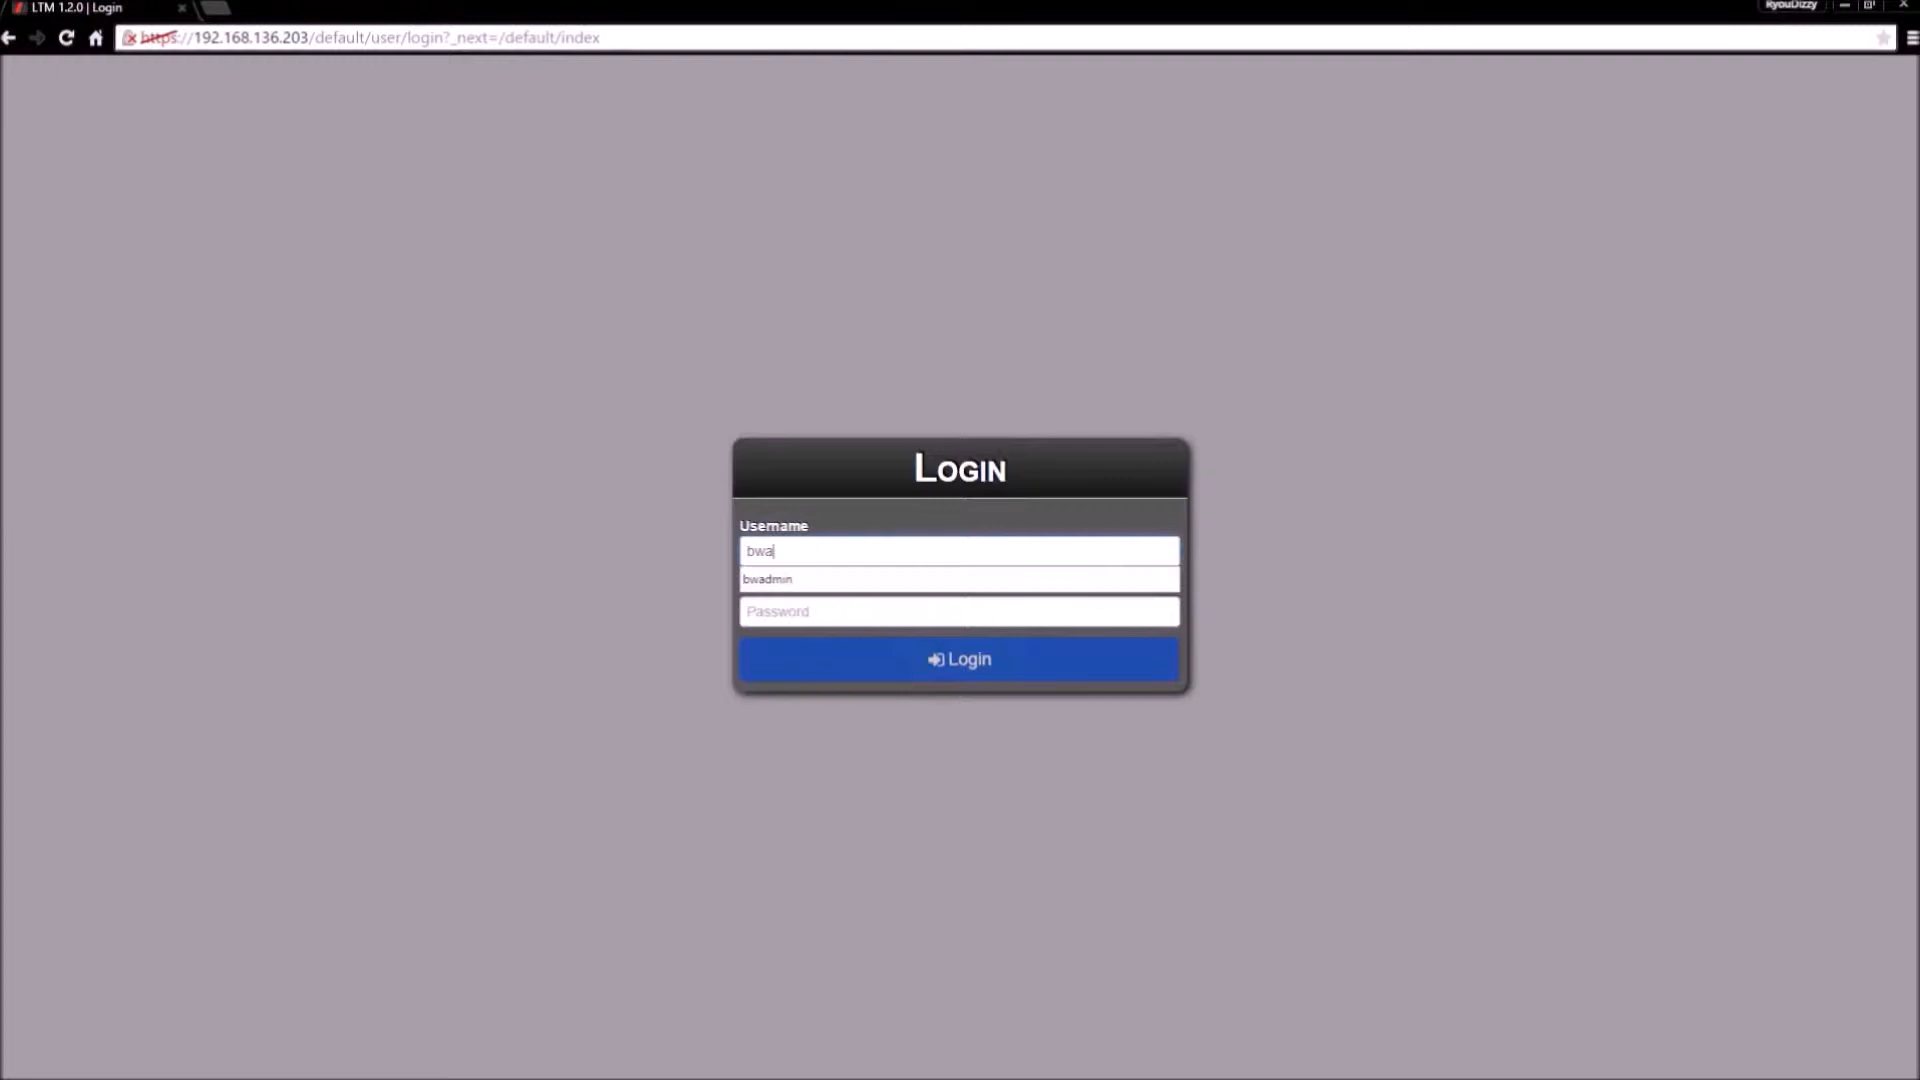 LTM 1.2.0 | Login
RyouDizzy
https://192.168.136.203/default/user/login?_next=/default/index
Login
Username
bwa
bwadmin
Password
Login